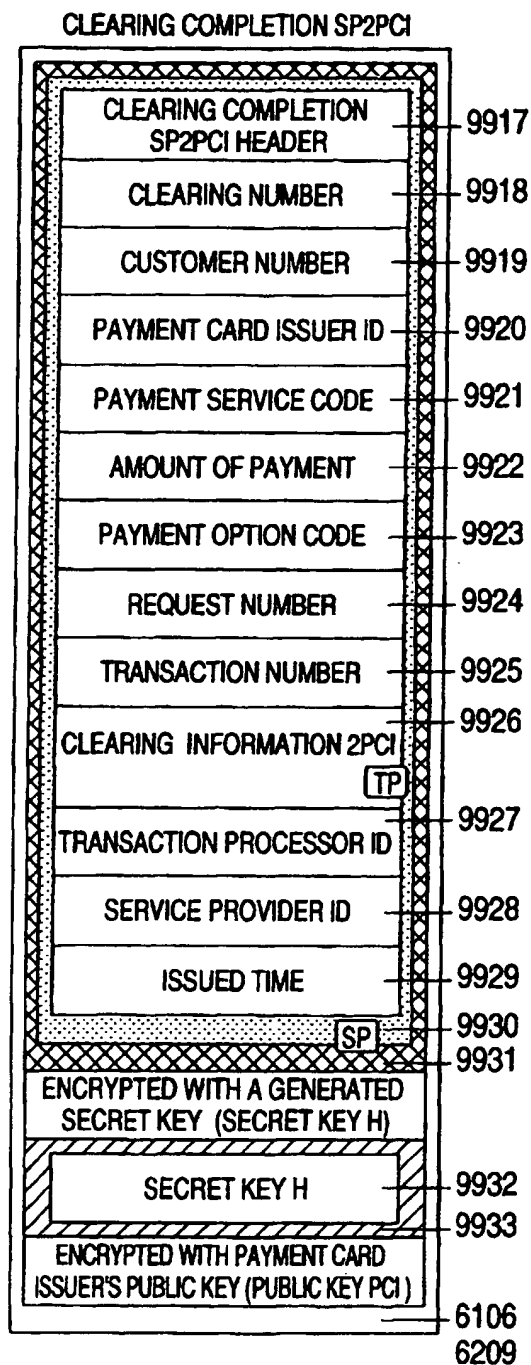 CLEARING COMPLETION SP2PCI
CLEARING COMPLETION
SP2PCI HEADER
9917
CLEARING NUMBER
9918
CUSTOMER NUMBER
9919
PAYMENT CARD ISSUER ID
9920
PAYMENT SERVICE CODE
9921
AMOUNT OF PAYMENT
9922
PAYMENT OPTION CODE
9923
REQUEST NUMBER
9924
TRANSACTION NUMBER
9925
9926
CLEARING INFORMATION 2PCI
TP
9927
TRANSACTION PROCESSOR ID
SERVICE PROVIDER ID
9928
ISSUED TIME
9929
SP
9930
9931
ENCRYPTED WITH A GENERATED
SECRET KEY (SECRET KEY H)
SECRET KEY H
9932
9933
ENCRYPTED WITH PAYMENT CARD
ISSUER'S PUBLIC KEY (PUBLIC KEY PCI)
6106
6209